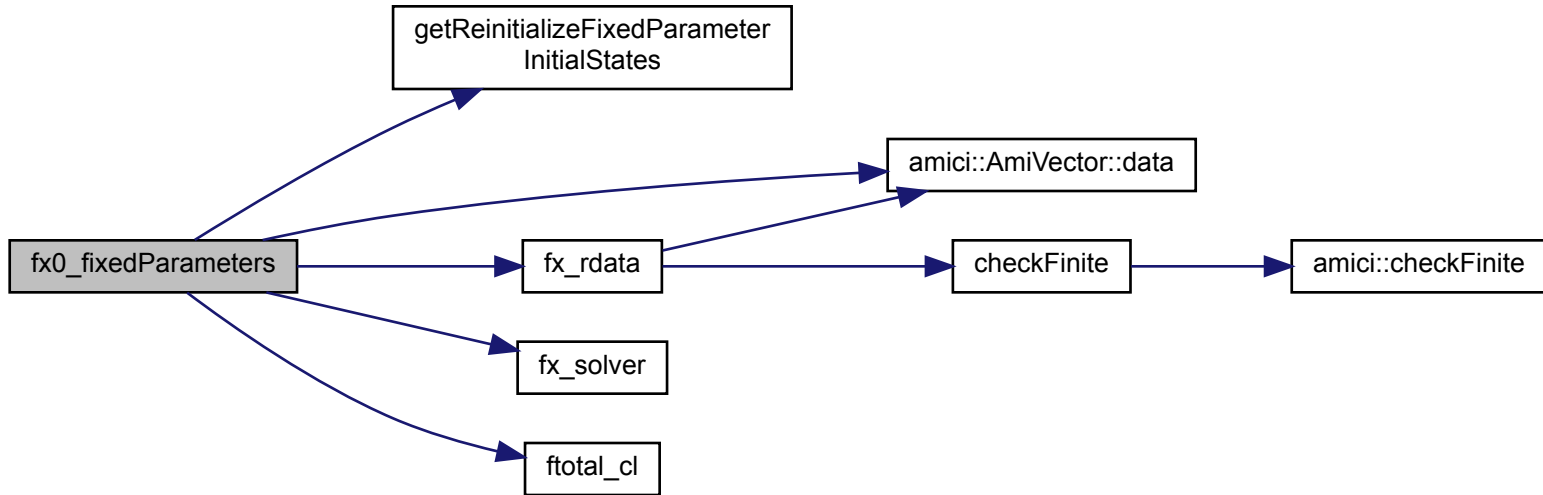 getReinitializeFixedParameter
InitialStates
amici::AmiVector::data
fx0_fixedParameters
fx_rdata
checkFinite
amici::checkFinite
fx_solver
ftotal_cl